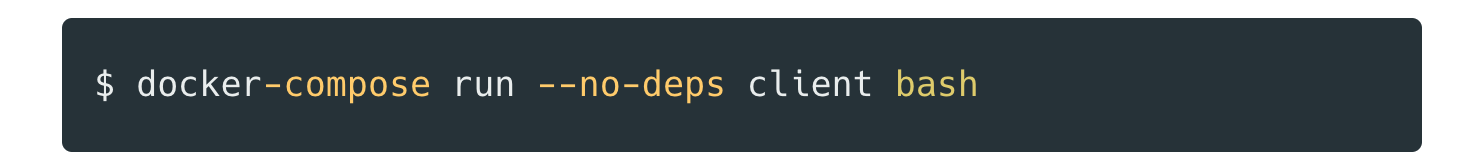 $ docker-compose run --no-deps client bash